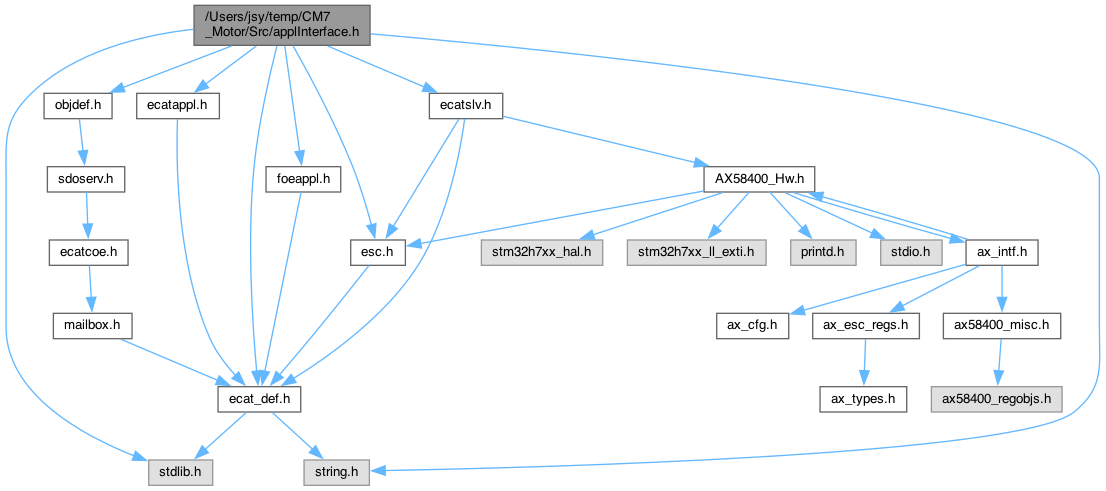 /Users/jsy/temp/CM7
_Motor/Src/applInterface.h
objdef.h
ecatappl.h
ecatslv.h
sdoserv.h
foeappl.h
AX58400_Hw.h
ecatcoe.h
esc.h
stm32h7xx_hal.h
stm32h7xx_ll_exti.h
printd.h
stdio.h
ax_intf.h
mailbox.h
ax_cfg.h
ax_esc_regs.h
ax58400_misc.h
ecat_def.h
ax_types.h
ax58400_regobjs.h
stdlib.h
string.h